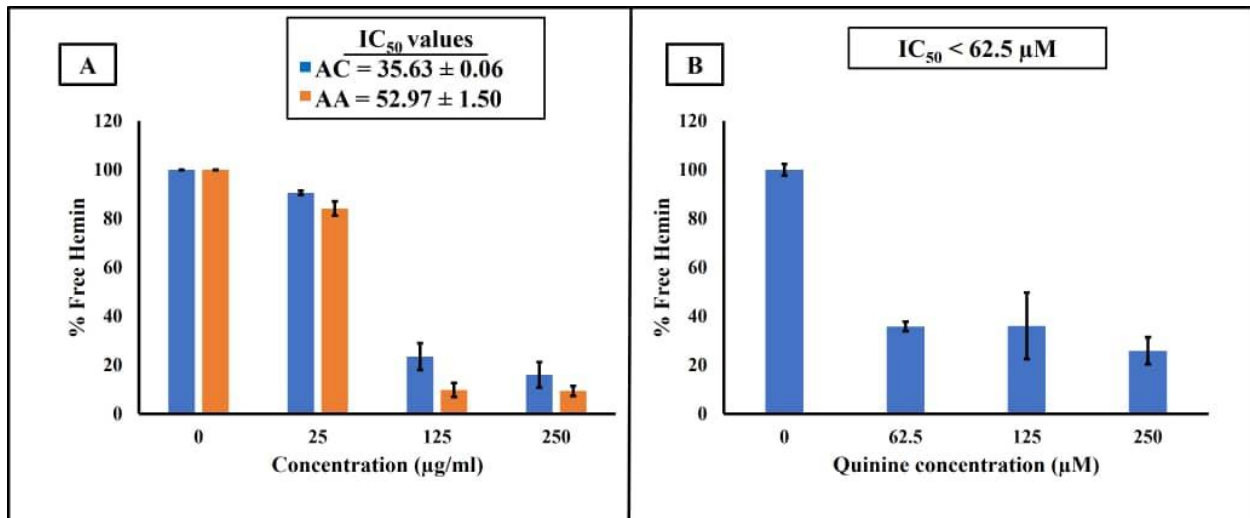 A
IC50 values
AC = 35.63 ± 0.06
AA = 52.97 ± 1.50
120
100
80
60
40
20
0
% Free Hemin
0 25 125 250
Concentration (µg/ml)
B
IC50 < 62.5 µM
120
100
80
60
40
20
0
% Free Hemin
0 62.5 125 250
Quinine concentration (µM)